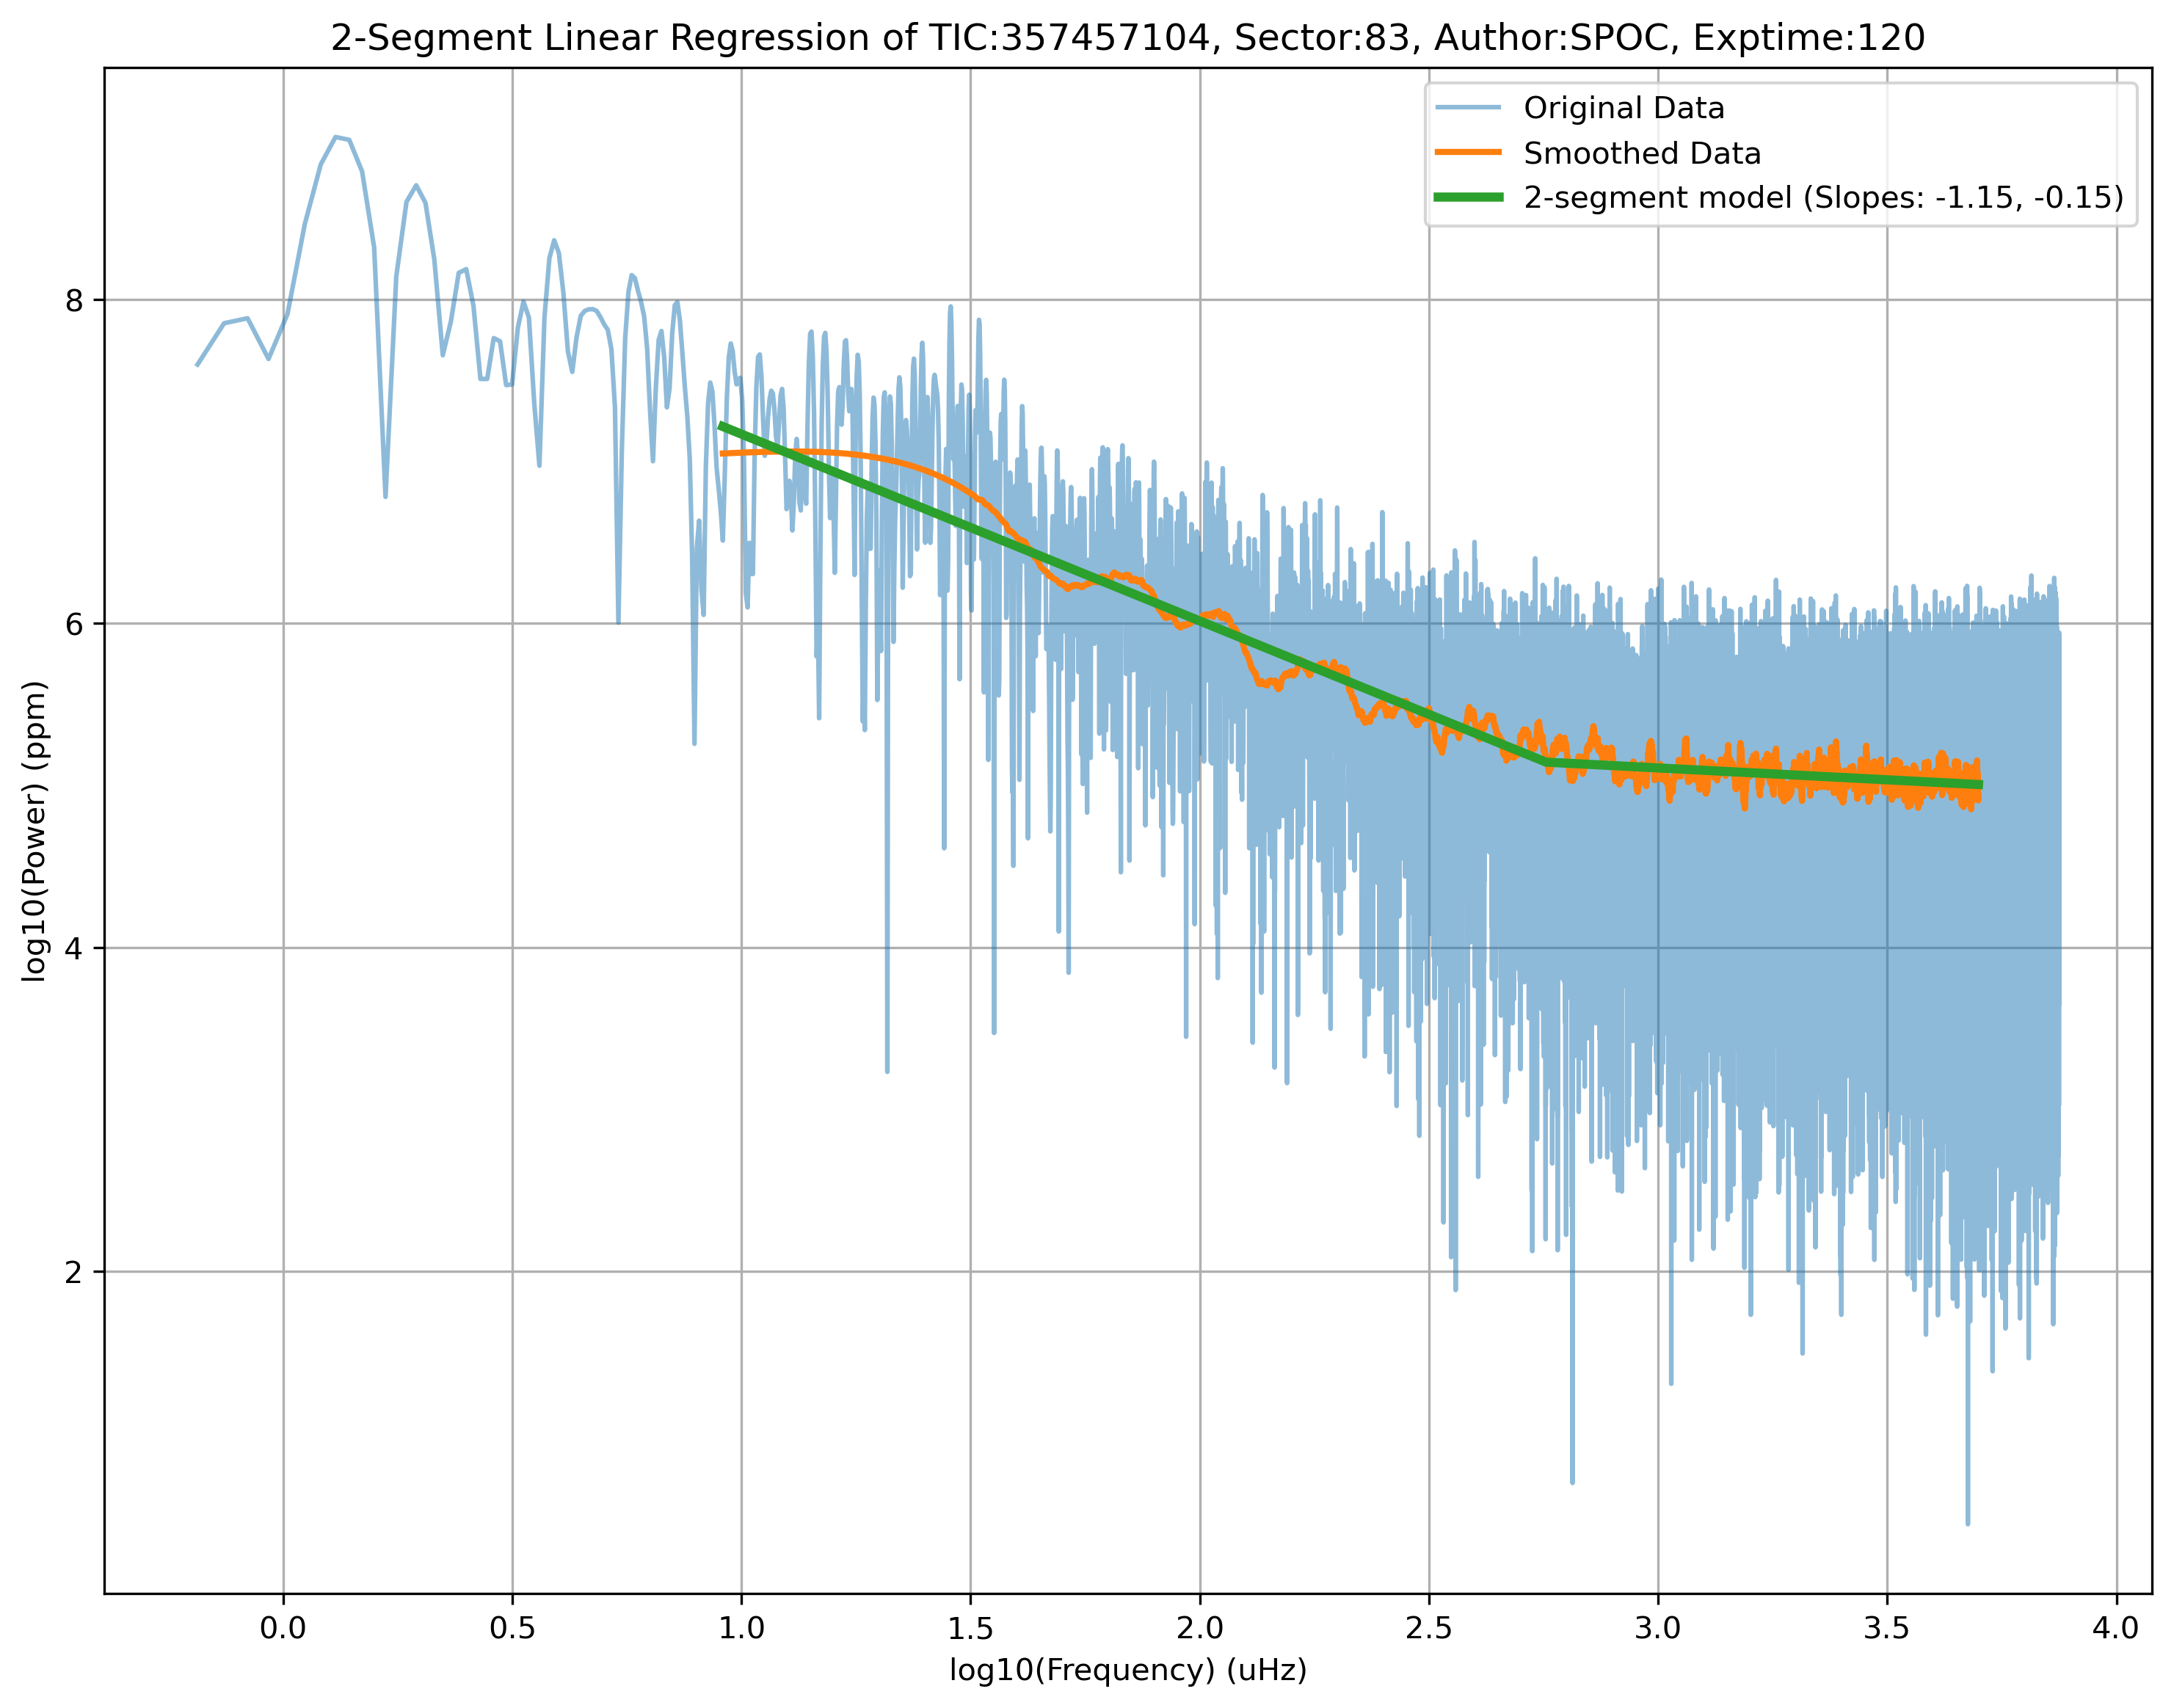 2-Segment Linear Regression of TIC:357457104, Sector:83, Author:SPOC, Exptime:120
Original Data
Smoothed Data
2-segment model (Slopes: -1.15, -0.15)
log10(Power) (ppm)
8
6
4
2
0.0 0.5 1.0 1.5 2.0 2.5 3.0 3.5 4.0
log10(Frequency) (uHz)